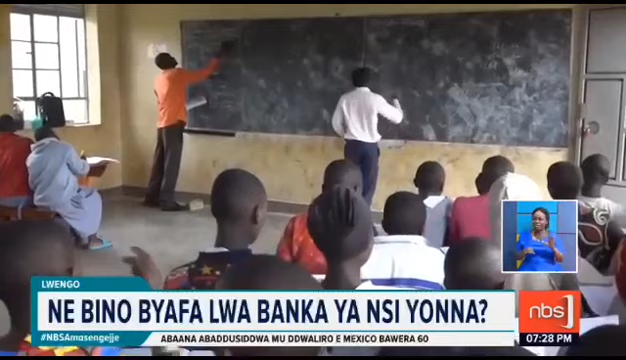 LWENGO
NE BINO BYAFA LWA BANKA YA NSI YONNA?
#NBSAmasengejje
ABAANA ABADDUSIDOWA MU DDWALIRO E MEXICO BAWERA 60
nbs
07:28 PM